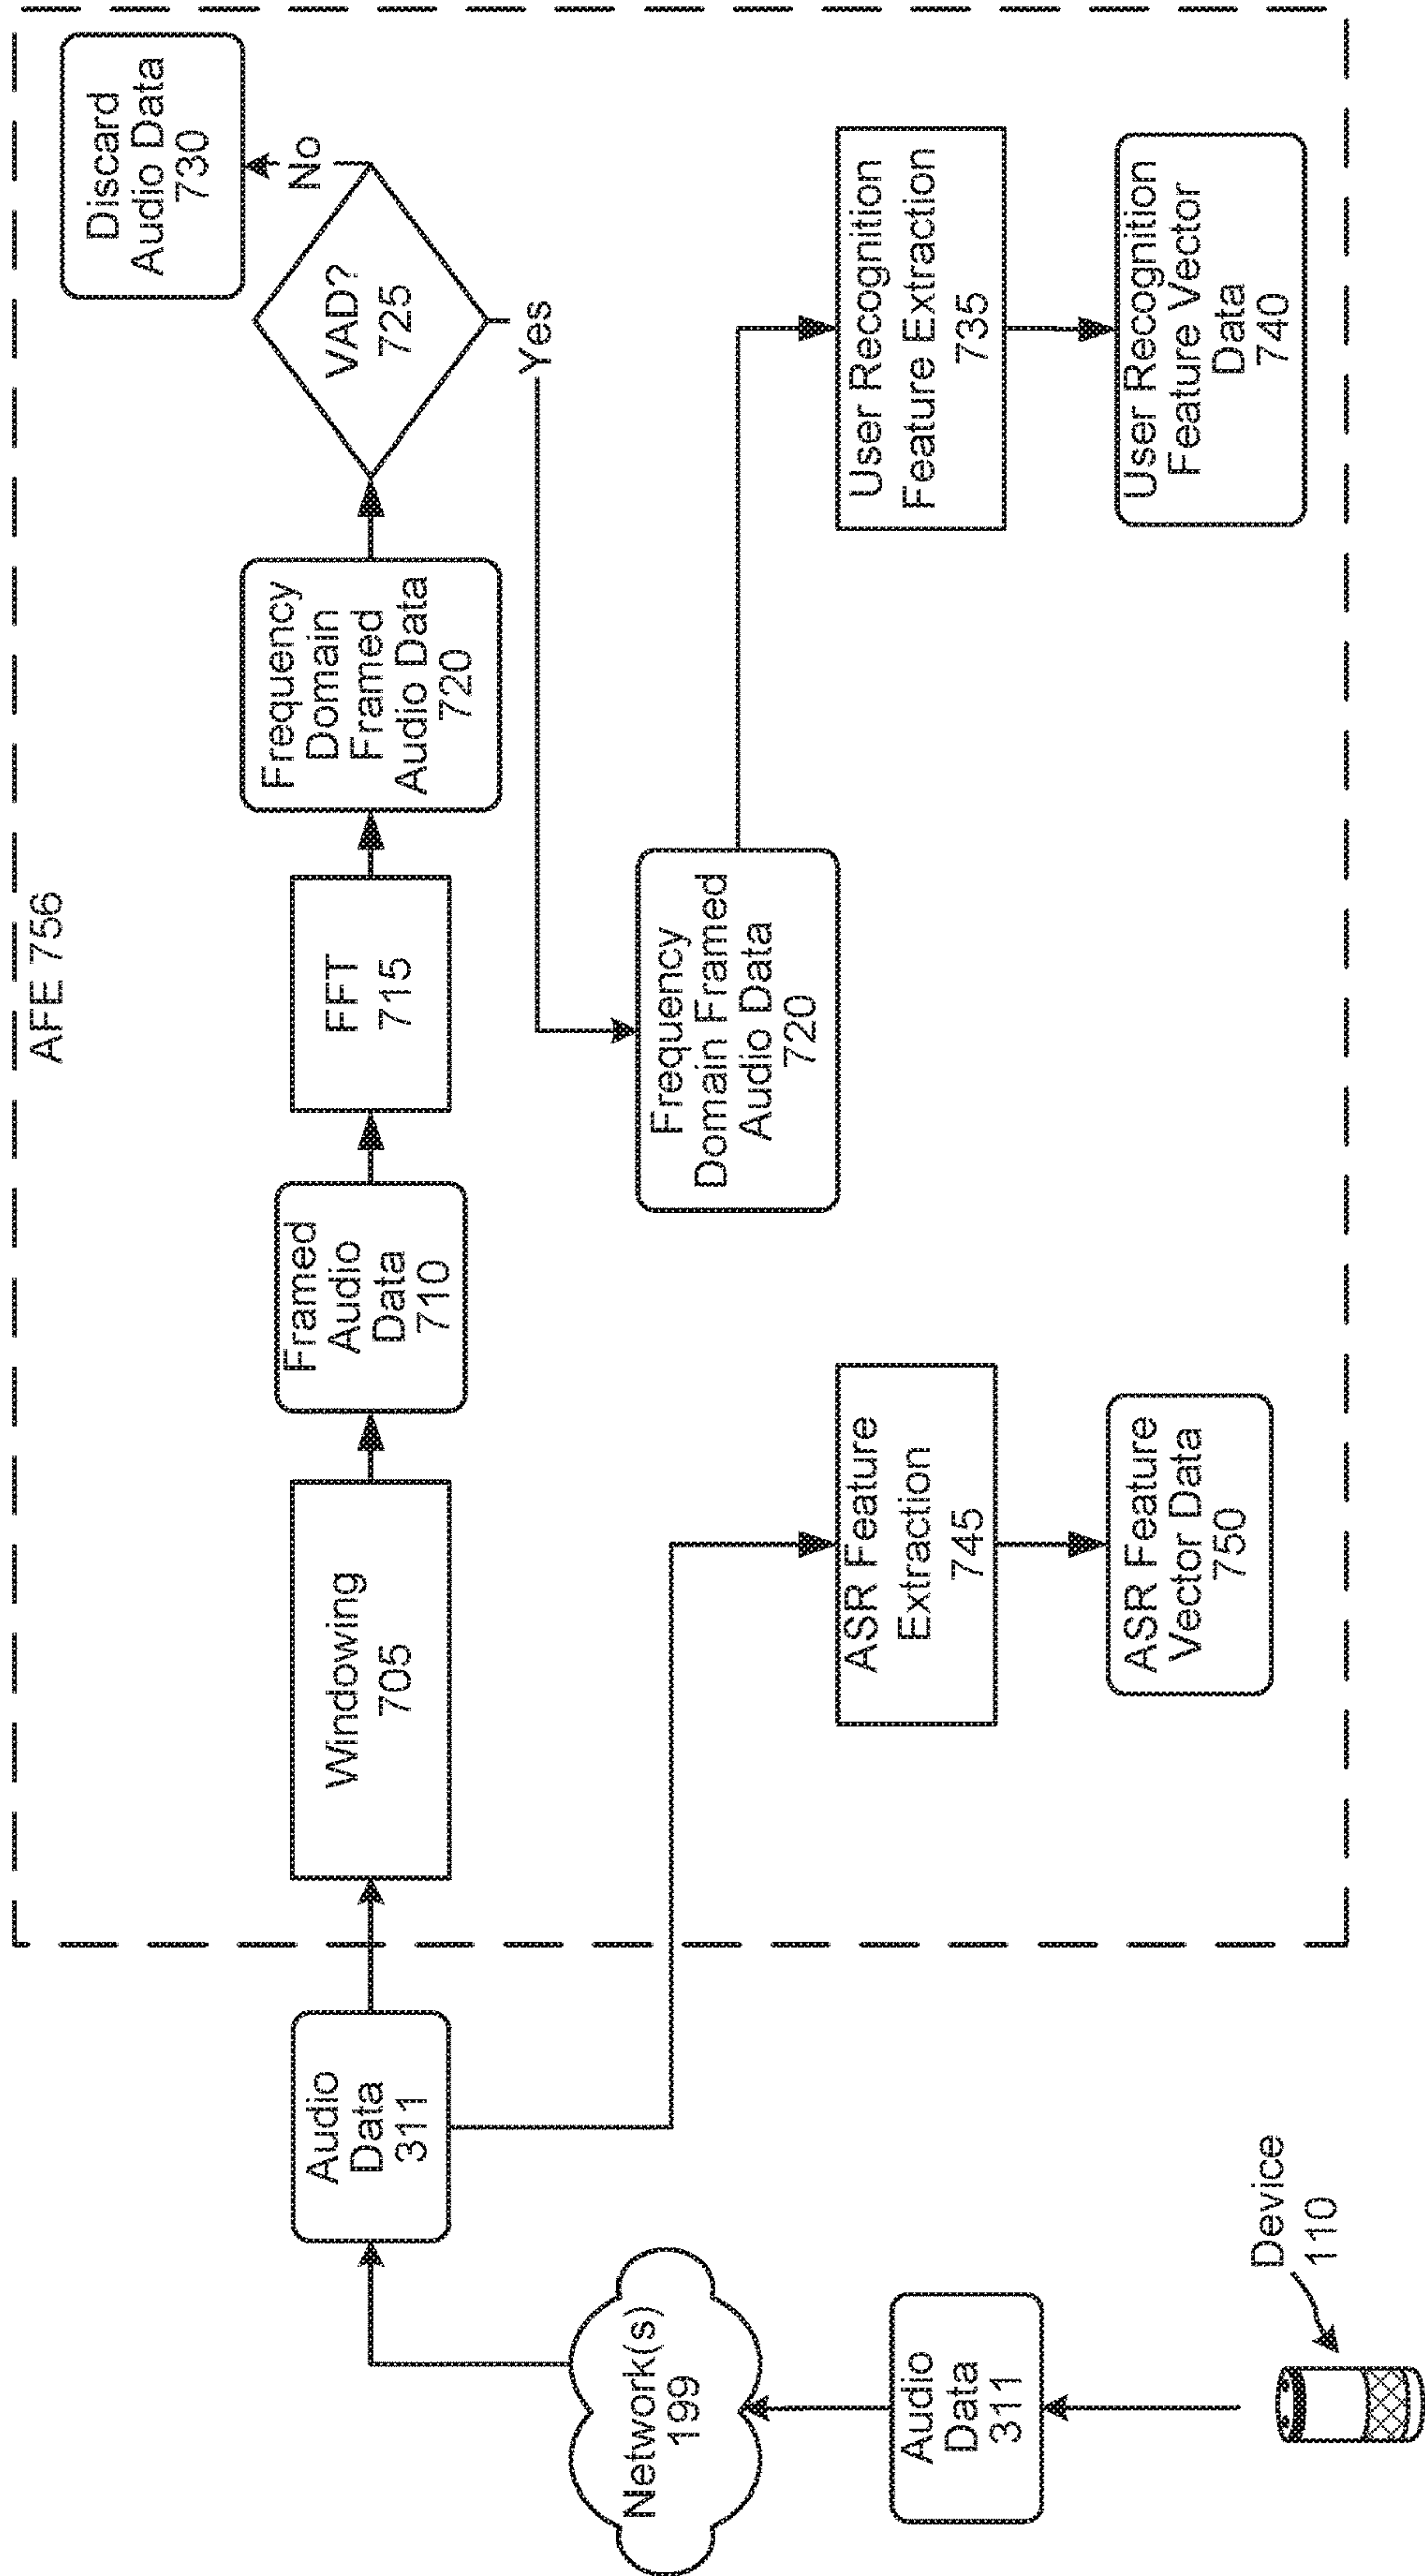 AFE 756
Device
110
Audio
Data
311
Network(s)
199
Audio
Data
311
Windowing
705
Framed
Audio
Data
710
FFT
715
Frequency
Domain
Framed
Audio Data
720
VAD?
725
No
Discard
Audio Data
730
Yes
Frequency
Domain Framed
Audio Data
720
User Recognition
Feature Extraction
735
User Recognition
Feature Vector
Data
740
ASR Feature
Extraction
745
ASR Feature
Vector Data
750